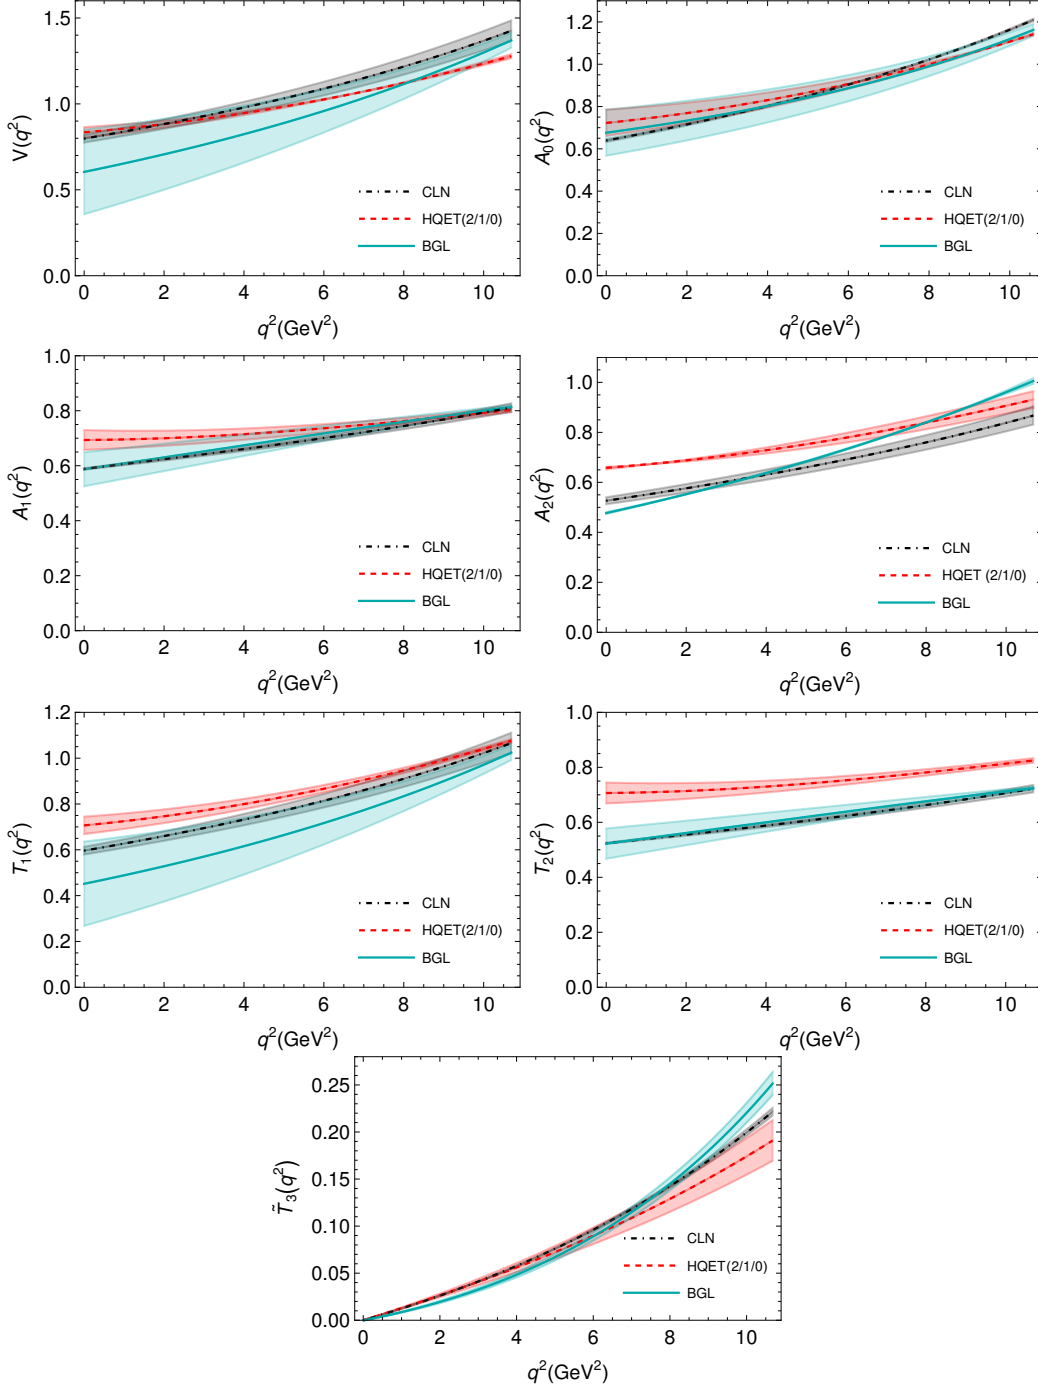 V(q²)
1.5
1.0
0.5
0.0
CLN
HQET(2/1/0)
BGL
0 2 4 6 8 10
q²(GeV²)
A₀(q²)
1.2
1.0
0.8
0.6
0.4
0.2
0.0
CLN
HQET(2/1/0)
BGL
0 2 4 6 8 10
q²(GeV²)
A₁(q²)
1.0
0.8
0.6
0.4
0.2
0.0
CLN
HQET(2/1/0)
BGL
0 2 4 6 8 10
q²(GeV²)
A₂(q²)
1.0
0.8
0.6
0.4
0.2
0.0
CLN
HQET (2/1/0)
BGL
0 2 4 6 8 10
q²(GeV²)
T₁(q²)
1.2
1.0
0.8
0.6
0.4
0.2
0.0
CLN
HQET(2/1/0)
BGL
0 2 4 6 8 10
q²(GeV²)
T₂(q²)
1.0
0.8
0.6
0.4
0.2
0.0
CLN
HQET(2/1/0)
BGL
0 2 4 6 8 10
q²(GeV²)
T̃₃(q²)
0.25
0.20
0.15
0.10
0.05
0.00
CLN
HQET(2/1/0)
BGL
0 2 4 6 8 10
q²(GeV²)